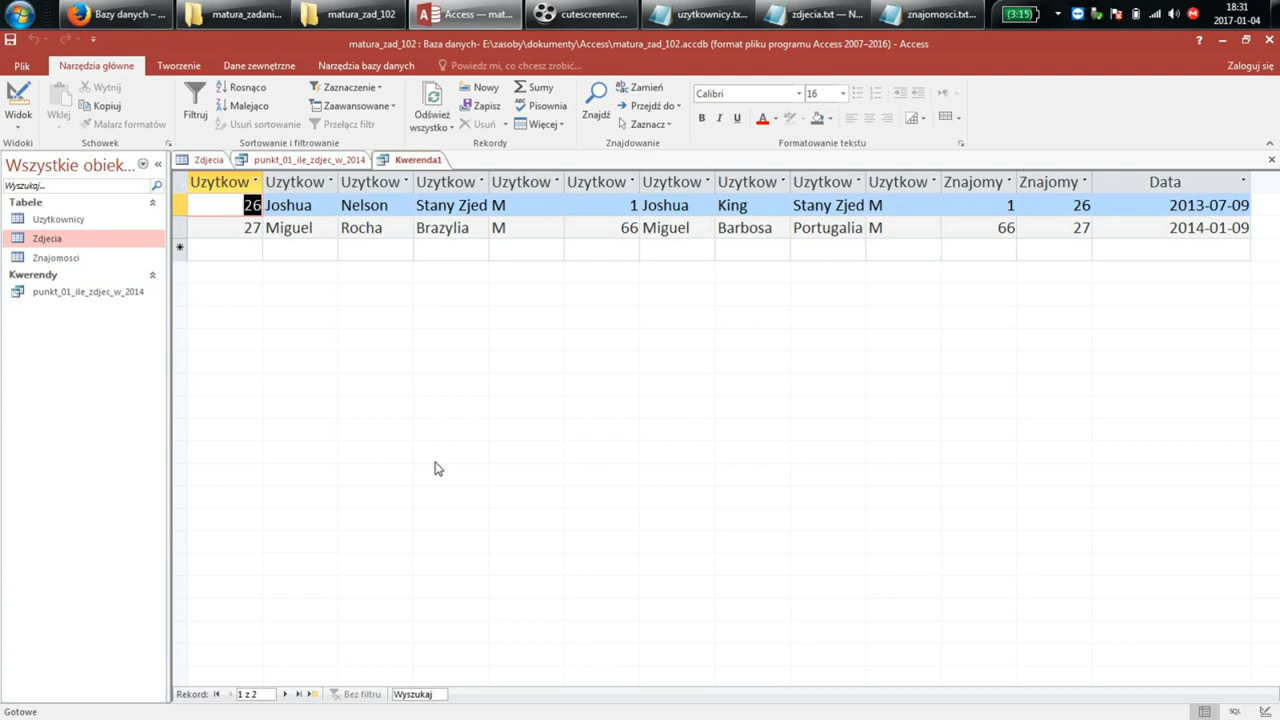 Bazy danych – ...
matura_zadani...
matura_zad_102
Access — mat...
cutescreenrec...
uzytkownicy.tx...
zdjecia.txt — N...
znajomosci.txt...
(3:15)
18:31
2017-01-04
matura_zad_102 : Baza danych- E:\zasoby\dokumenty\Access\matura_zad_102.accdb (format pliku programu Access 2007–2016) - Access
Plik Narzędzia główne Tworzenie Dane zewnętrzne Narzędzia bazy danych Powiedz mi, co chcesz zrobić... Zaloguj się
Widok
Widoki
Wklej
Wytnij
Kopiuj
Malarz formatów
Schowek
Filtruj
Rosnąco
Malejąco
Usuń sortowanie
Zaznaczenie
Zaawansowane
Przełącz filtr
Sortowanie i filtrowanie
Odśwież
wszystko
Nowy
Zapisz
Usuń
Sumy
Pisownia
Więcej
Rekordy
Znajdź
Zamień
Przejdź do
Zaznacz
Znajdowanie
Calibri 16
B I U A
Formatowanie tekstu
Wszystkie obiek...
Wyszukaj...
Tabele
Uzytkownicy
Zdjecia
Znajomosci
Kwerendy
punkt_01_ile_zdjec_w_2014
Zdjecia punkt_01_ile_zdjec_w_2014 Kwerenda1
Uzytkow Uzytkow Uzytkow Uzytkow Uzytkow Uzytkow Uzytkow Uzytkow Uzytkow Uzytkow Znajomy Znajomy Data
26 Joshua Nelson Stany Zjed M 1 Joshua King Stany Zjed M 1 26 2013-07-09
27 Miguel Rocha Brazylia M 66 Miguel Barbosa Portugalia M 66 27 2014-01-09
Rekord: 1 z 2 Bez filtru Wyszukaj
Gotowe SQL